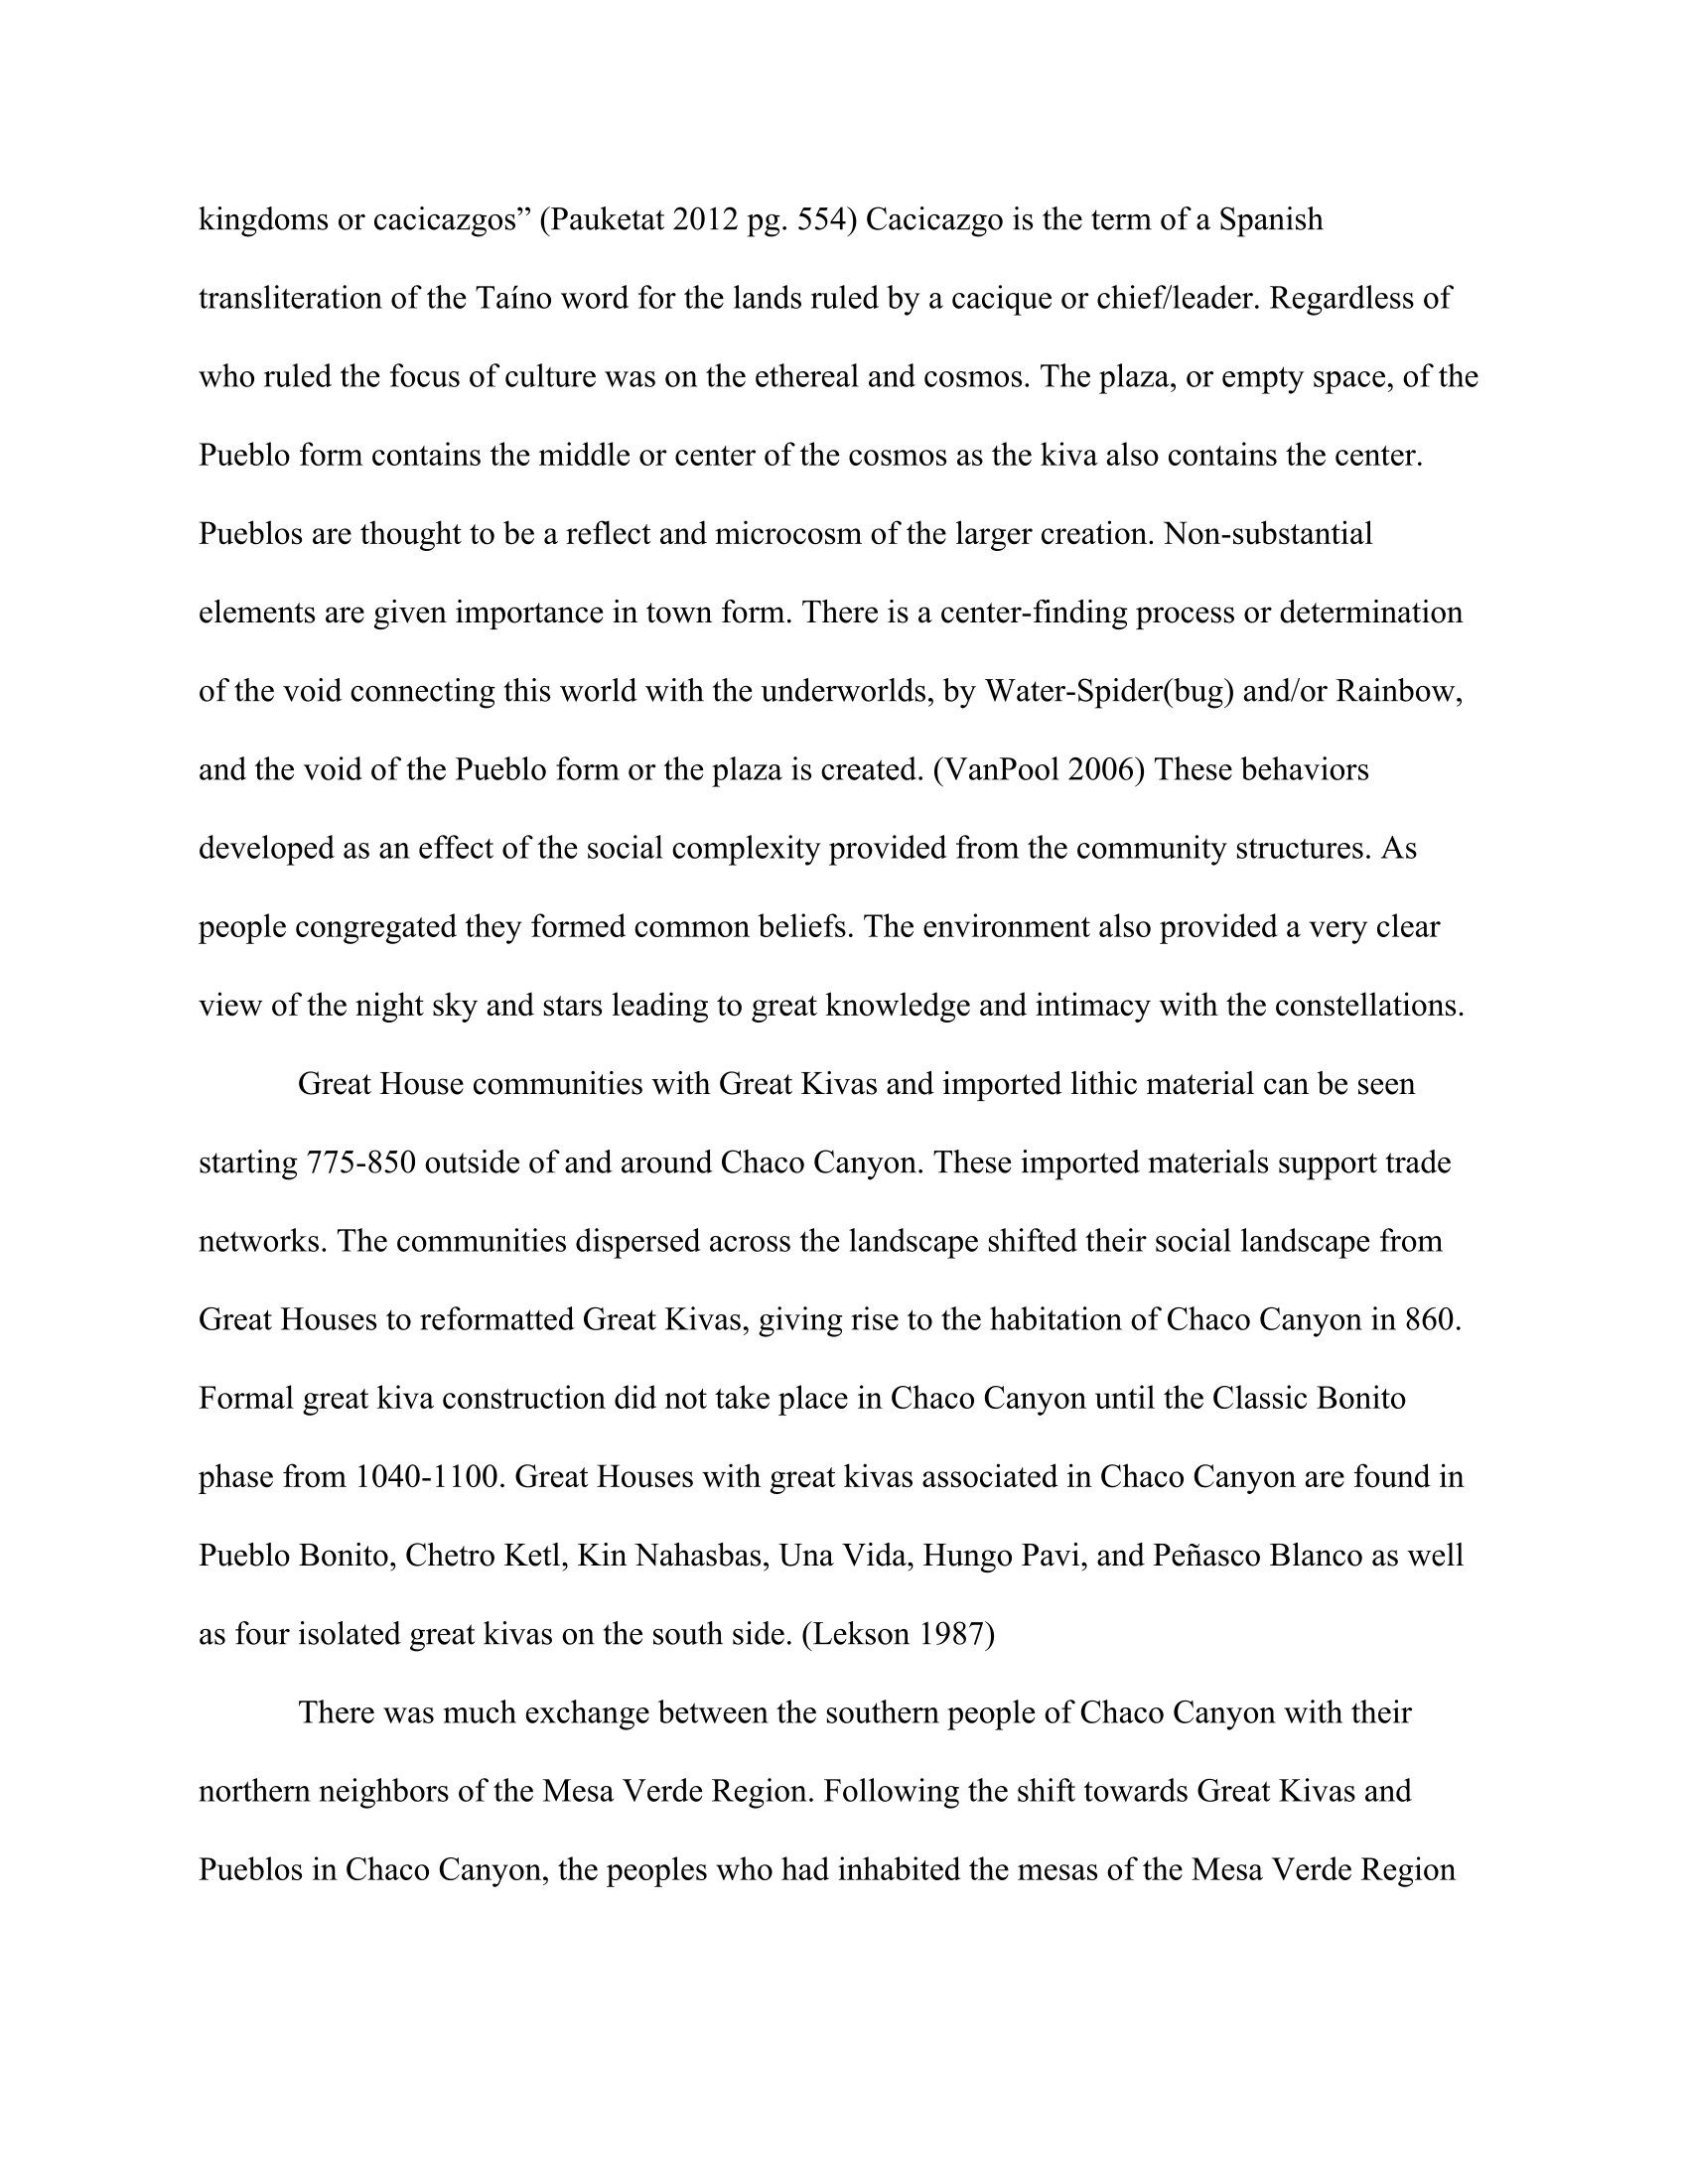 kingdoms or cacicazgos” (Pauketat 2012 pg. 554) Cacicazgo is the term of a Spanish
transliteration of the Taíno word for the lands ruled by a cacique or chief/leader. Regardless of
who ruled the focus of culture was on the ethereal and cosmos. The plaza, or empty space, of the
Pueblo form contains the middle or center of the cosmos as the kiva also contains the center.
Pueblos are thought to be a reflect and microcosm of the larger creation. Non-substantial
elements are given importance in town form. There is a center-finding process or determination
of the void connecting this world with the underworlds, by Water-Spider(bug) and/or Rainbow,
and the void of the Pueblo form or the plaza is created. (VanPool 2006) These behaviors
developed as an effect of the social complexity provided from the community structures. As
people congregated they formed common beliefs. The environment also provided a very clear
view of the night sky and stars leading to great knowledge and intimacy with the constellations.
Great House communities with Great Kivas and imported lithic material can be seen
starting 775-850 outside of and around Chaco Canyon. These imported materials support trade
networks. The communities dispersed across the landscape shifted their social landscape from
Great Houses to reformatted Great Kivas, giving rise to the habitation of Chaco Canyon in 860.
Formal great kiva construction did not take place in Chaco Canyon until the Classic Bonito
phase from 1040-1100. Great Houses with great kivas associated in Chaco Canyon are found in
Pueblo Bonito, Chetro Ketl, Kin Nahasbas, Una Vida, Hungo Pavi, and Peñasco Blanco as well
as four isolated great kivas on the south side. (Lekson 1987)
There was much exchange between the southern people of Chaco Canyon with their
northern neighbors of the Mesa Verde Region. Following the shift towards Great Kivas and
Pueblos in Chaco Canyon, the peoples who had inhabited the mesas of the Mesa Verde Region